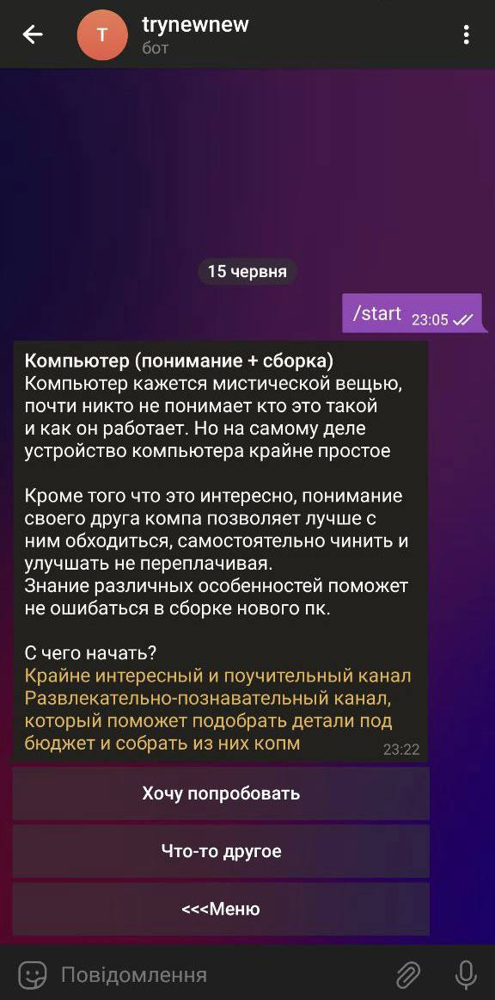 trynewnew
бот
15 червня
/start 23:05
Компьютер (понимание + сборка)
Компьютер кажется мистической вещью,
почти никто не понимает кто это такой
и как он работает. Но на самому деле
устройство компьютера крайне простое
Кроме того что это интересно, понимание
своего друга компа позволяет лучше с
ним обходиться, самостоятельно чинить и
улучшать не переплачивая.
Знание различных особенностей поможет
не ошибаться в сборке нового пк.
С чего начать?
Крайне интересный и поучительный канал
Развлекательно-познавательный канал,
который поможет подобрать детали под
бюджет и собрать из них копм
23:22
Хочу попробовать
Что-то другое
<<<Меню
Повідомлення